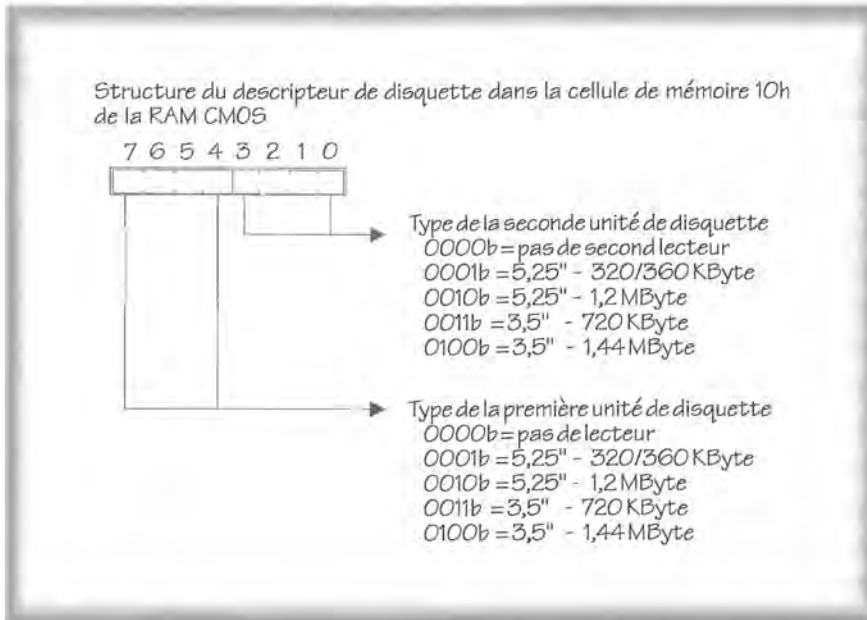 Structure du descripteur de disquette dans la cellule de mémoire 10h
de la RAM CMOS
7 6 5 4 3 2 1 0
Type de la seconde unité de disquette
0000b = pas de second lecteur
0001b = 5,25" - 320/360 KByte
0010b = 5,25" - 1,2 MByte
0011b = 3,5" - 720 KByte
0100b = 3,5" - 1,44 MByte
Type de la première unité de disquette
0000b = pas de lecteur
0001b = 5,25" - 320/360 KByte
0010b = 5,25" - 1,2 MByte
0011b = 3,5" - 720 KByte
0100b = 3,5" - 1,44 MByte